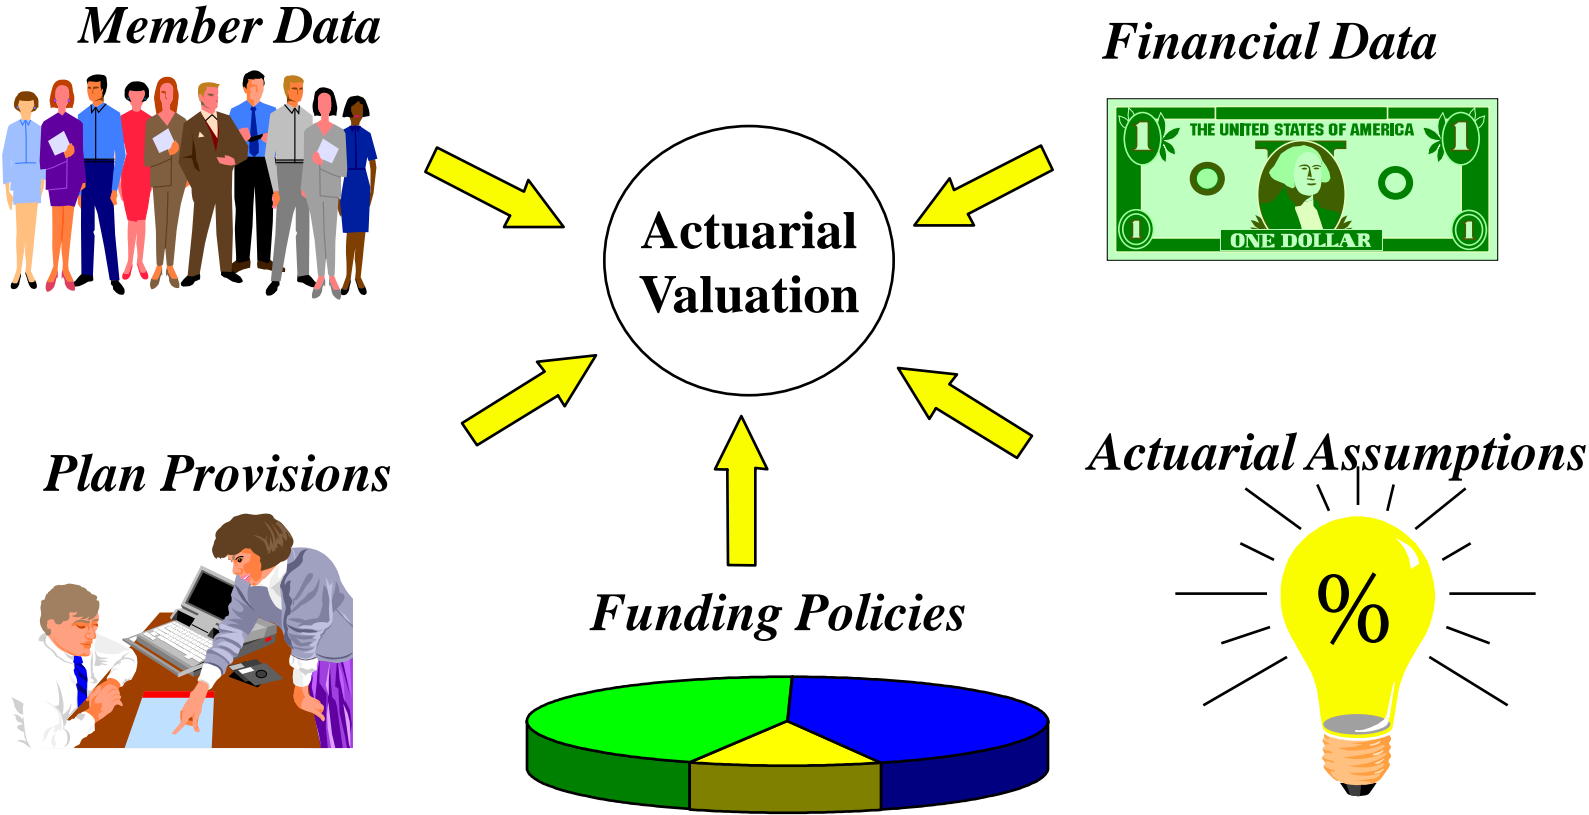 Member Data
Financial Data
1 THE UNITED STATES OF AMERICA 1
1 ONE DOLLAR 1
Actuarial
Valuation
Plan Provisions
Actuarial Assumptions
%
Funding Policies